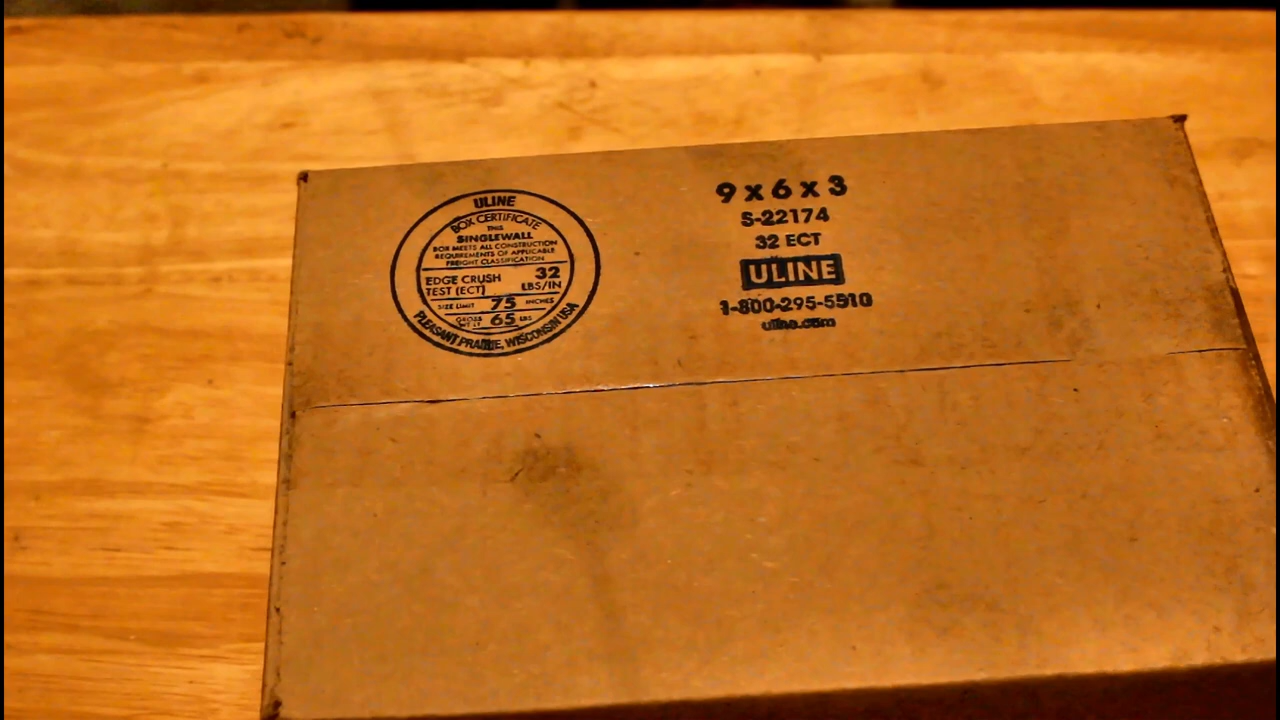 ULINE
BOX CERTIFICATE
THIS
SINGLEWALL
BOX MEETS ALL CONSTRUCTION
REQUIREMENTS OF APPLICABLE
FREIGHT CLASSIFICATION
EDGE CRUSH
TEST (ECT)
32
LBS/IN
SIZE LIMIT 75 INCHES
GROSS
WT LT 65 LBS
PLEASANT PRAIRIE, WISCONSIN USA
9 x 6 x 3
S-22174
32 ECT
ULINE
1-800-295-5510
uline.com